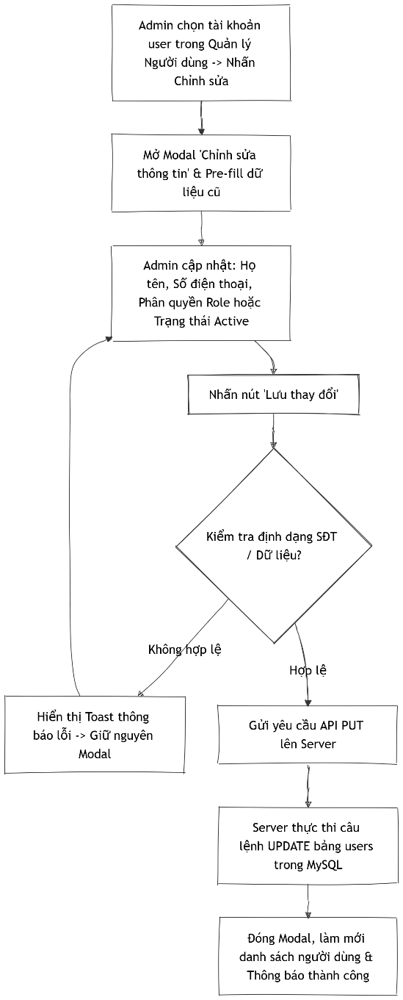 Admin chọn tài khoản
user trong Quản lý
Người dùng -> Nhấn
Chỉnh sửa
Mở Modal 'Chỉnh sửa
thông tin' & Pre-fill dữ
liệu cũ
Admin cập nhật: Họ
tên, Số điện thoại,
Phân quyền Role hoặc
Trạng thái Active
Nhấn nút 'Lưu thay đổi'
Kiểm tra định dạng SĐT
/ Dữ liệu?
Không hợp lệ
Hợp lệ
Hiển thị Toast thông
báo lỗi -> Giữ nguyên
Modal
Gửi yêu cầu API PUT
lên Server
Server thực thi câu
lệnh UPDATE bảng users
trong MySQL
Đóng Modal, làm mới
danh sách người dùng &
Thông báo thành công